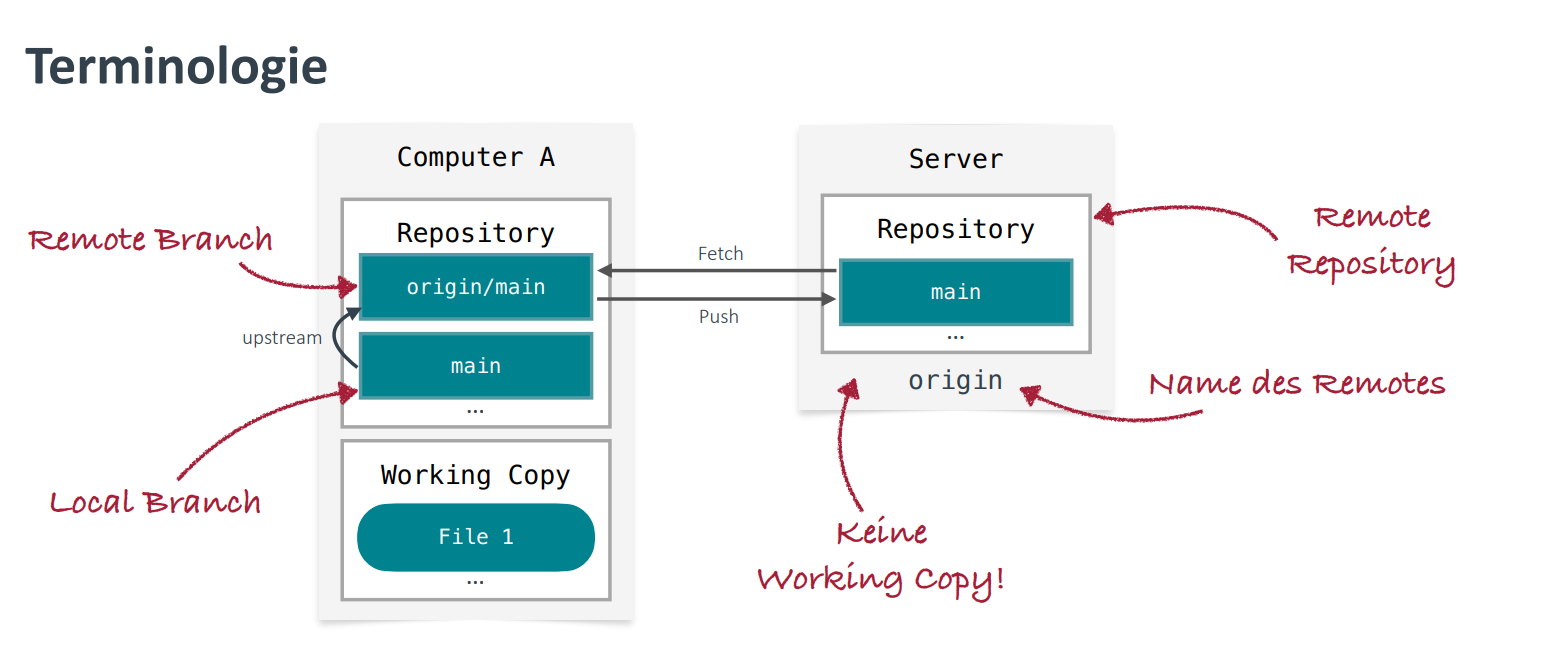 Terminologie
Computer A
Repository
origin/main
main
...
Working Copy
File 1
...
Remote Branch
upstream
Local Branch
Fetch
Push
Server
Repository
main
...
origin
Remote
Repository
Name des Remotes
Keine
Working Copy!